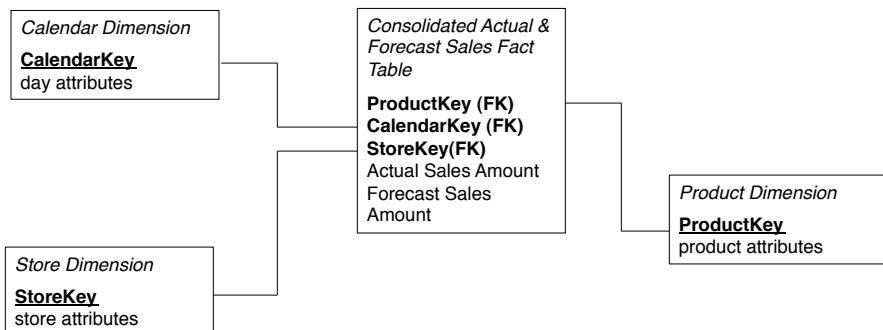 Calendar Dimension
CalendarKey
day attributes
Consolidated Actual &
Forecast Sales Fact
Table
ProductKey (FK)
CalendarKey (FK)
StoreKey(FK)
Actual Sales Amount
Forecast Sales
Amount
Product Dimension
ProductKey
product attributes
Store Dimension
StoreKey
store attributes